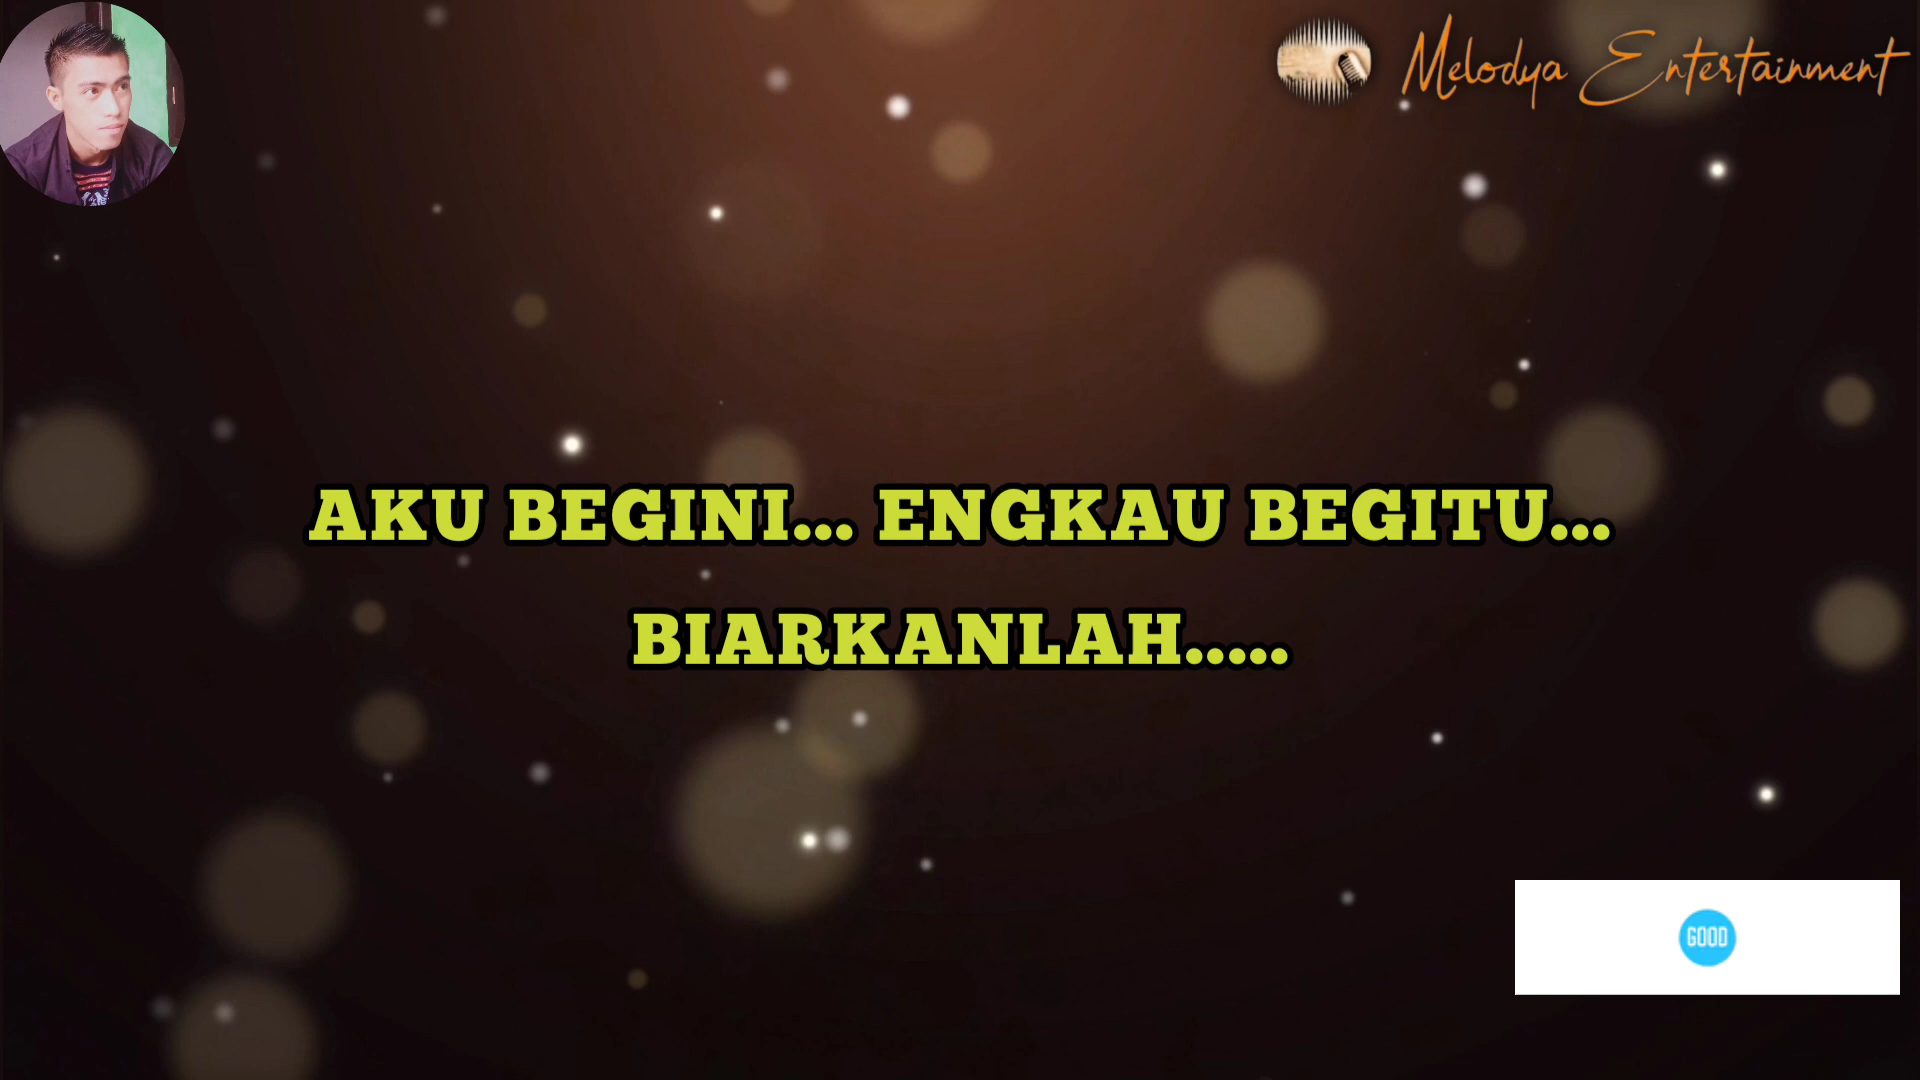 Melodya Entertainment
AKU BEGINI... ENGKAU BEGITU...
BIARKANLAH.....
GOOD